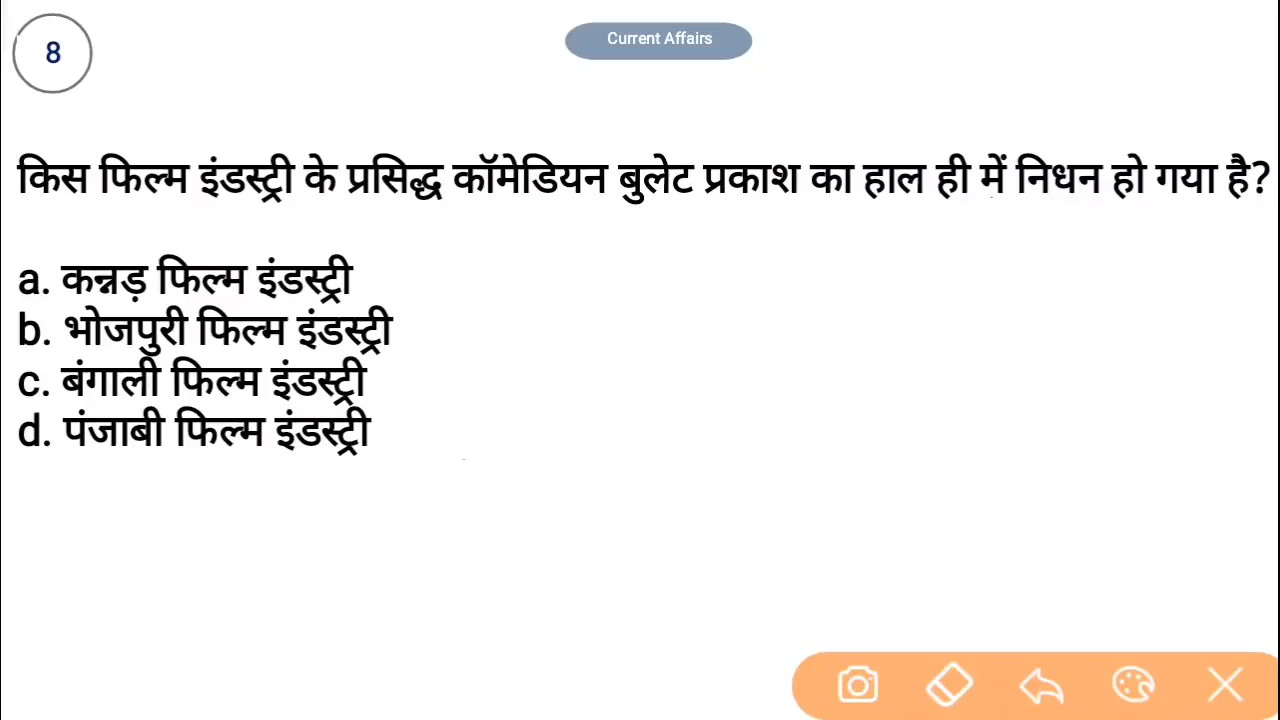 8
Current Affairs
किस फिल्म इंडस्ट्री के प्रसिद्ध कॉमेडियन बुलेट प्रकाश का हाल ही में निधन हो गया है?
a. कन्नड़ फिल्म इंडस्ट्री
b. भोजपुरी फिल्म इंडस्ट्री
c. बंगाली फिल्म इंडस्ट्री
d. पंजाबी फिल्म इंडस्ट्री